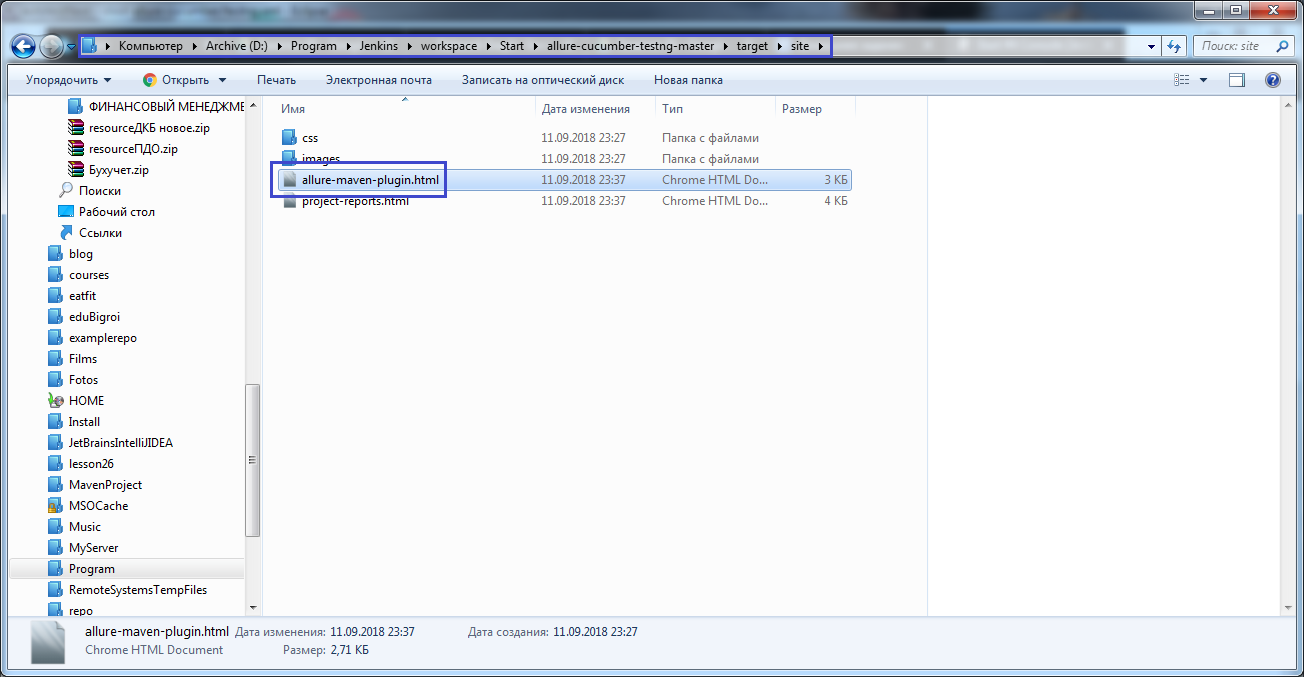 Компьютер Archive (D:) Program Jenkins workspace Start allure-cucumber-testng-master target site Поиск: site
Упорядочить Открыть Печать Электронная почта Записать на оптический диск Новая папка
ФИНАНСОВЫЙ МЕНЕДЖМЕ
resourceДКБ новое.zip
resourceПДО.zip
Бухучет.zip
Поиски
Рабочий стол
Ссылки
blog
courses
eatfit
eduBigroi
examplerepo
Films
Fotos
HOME
Install
JetBrainsIntelliJIDEA
lesson26
MavenProject
MSOCache
Music
MyServer
Program
RemoteSystemsTempFiles
repo
Имя Дата изменения Тип Размер
css 11.09.2018 23:27 Папка с файлами
images 11.09.2018 23:27 Папка с файлами
allure-maven-plugin.html 11.09.2018 23:37 Chrome HTML Do... 3 КБ
project-reports.html 11.09.2018 23:37 Chrome HTML Do... 4 КБ
allure-maven-plugin.html Дата изменения: 11.09.2018 23:37 Дата создания: 11.09.2018 23:27
Chrome HTML Document Размер: 2,71 КБ